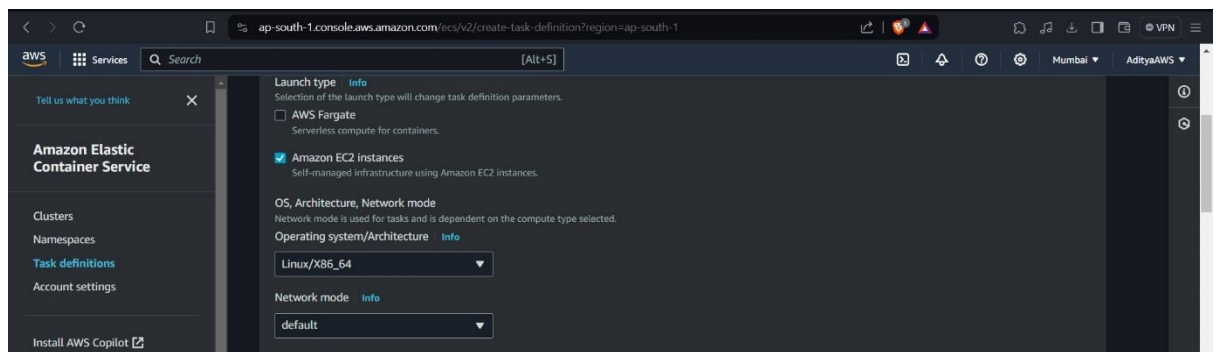 ap-south-1.console.aws.amazon.com/ecs/v2/create-task-definition?region=ap-south-1
VPN
aws
Services
Search
[Alt+S]
Mumbai
AdityaAWS
Tell us what you think
Amazon Elastic
Container Service
Clusters
Namespaces
Task definitions
Account settings
Install AWS Copilot
Launch type Info
Selection of the launch type will change task definition parameters.
AWS Fargate
Serverless compute for containers.
Amazon EC2 instances
Self-managed infrastructure using Amazon EC2 instances.
OS, Architecture, Network mode
Network mode is used for tasks and is dependent on the compute type selected.
Operating system/Architecture Info
Linux/X86_64
Network mode Info
default